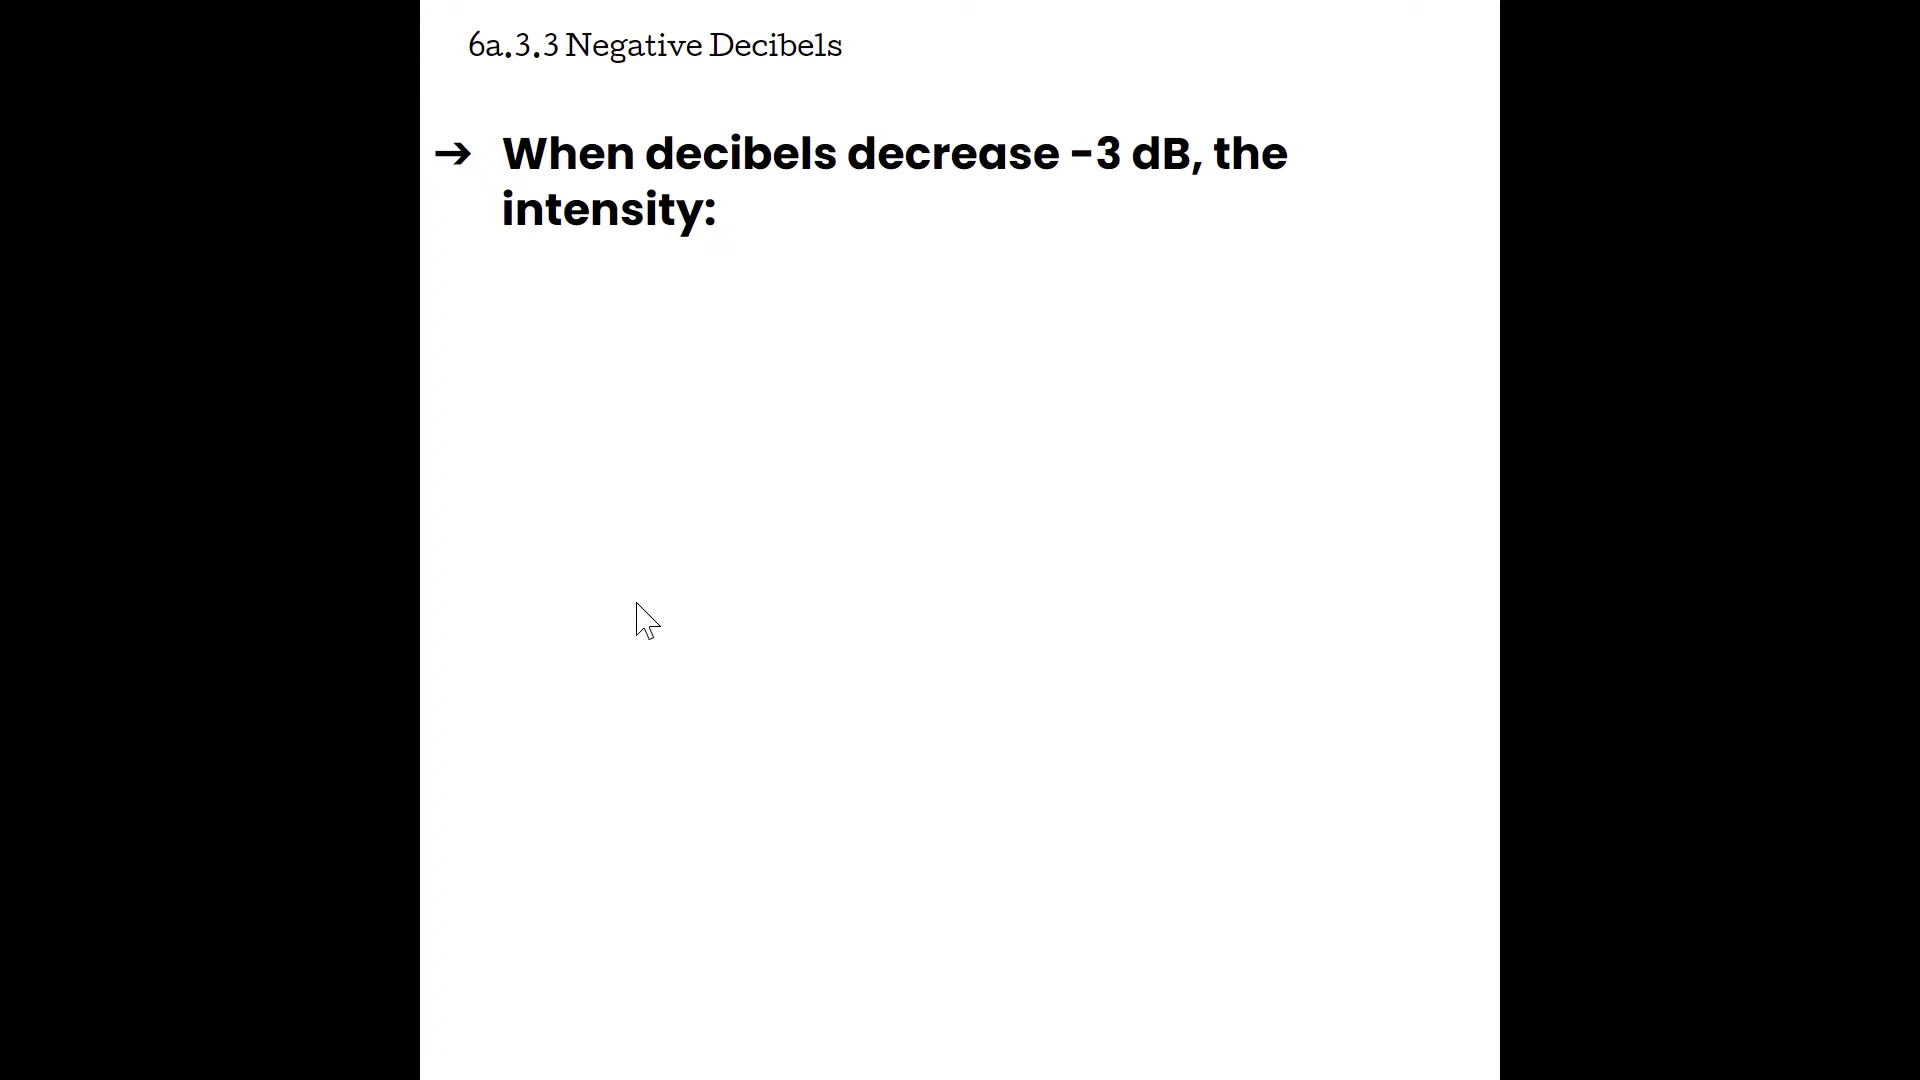 6a.3.3 Negative Decibels
➔ When decibels decrease -3 dB, the
intensity: